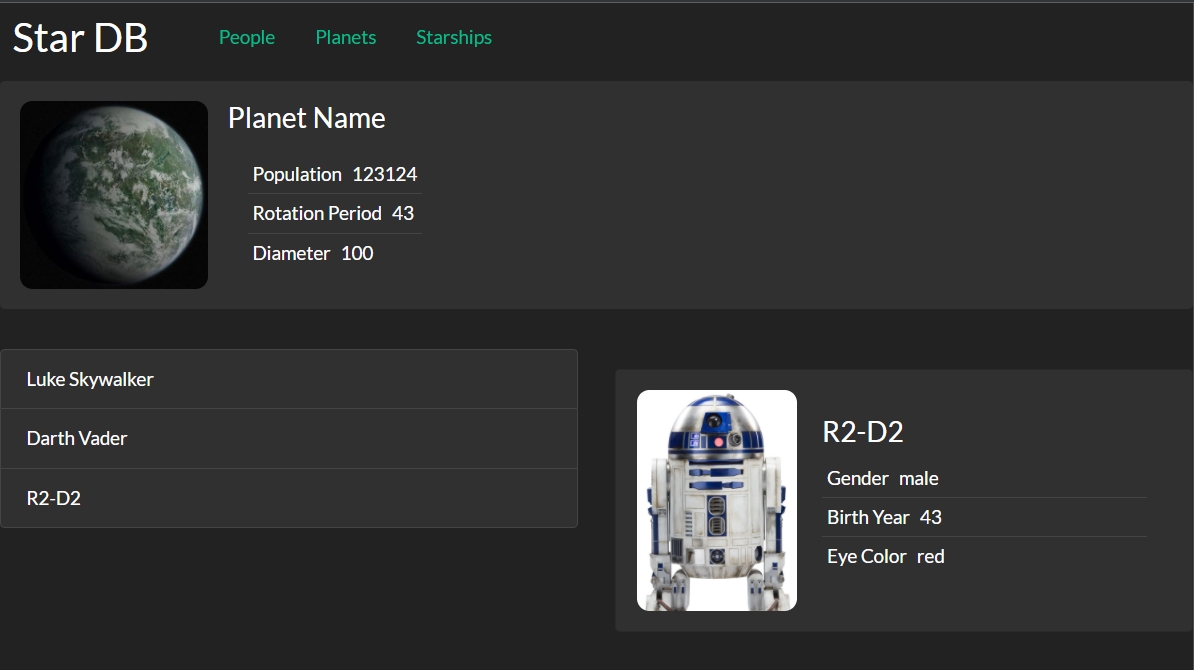 Star DB People Planets Starships
Planet Name
Population 123124
Rotation Period 43
Diameter 100
Luke Skywalker
Darth Vader
R2-D2
R2-D2
Gender male
Birth Year 43
Eye Color red